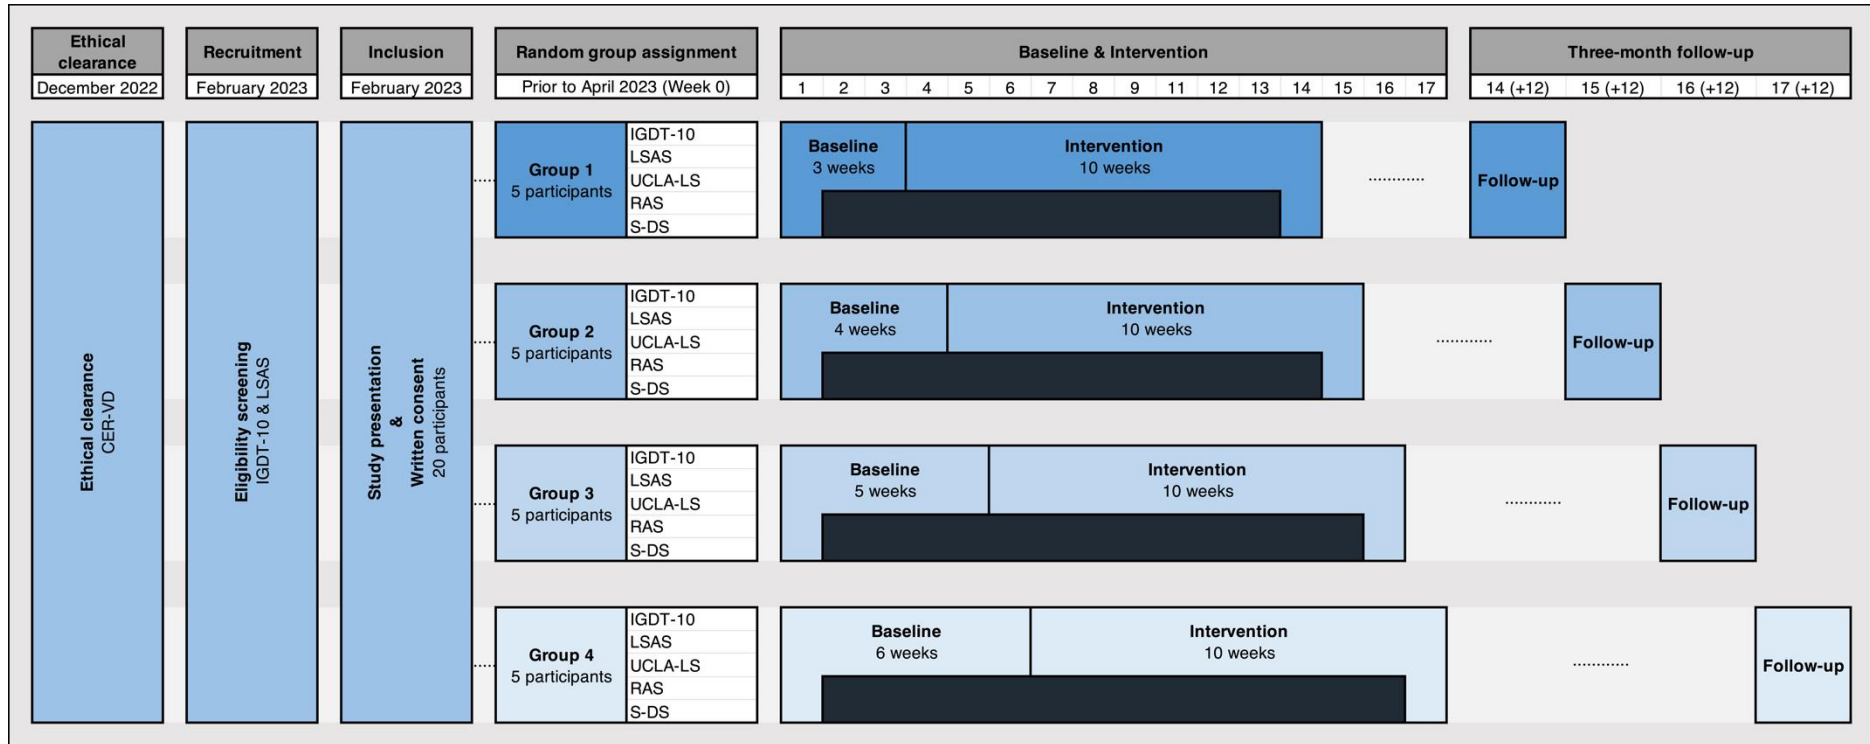 Ethical
clearance
December 2022
Recruitment
February 2023
Inclusion
February 2023
Random group assignment
Prior to April 2023 (Week 0)
Baseline & Intervention
1 2 3 4 5 6 7 8 9 11 12 13 14 15 16 17
Three-month follow-up
14 (+12) 15 (+12) 16 (+12) 17 (+12)
Ethical clearance
CER-VD
Eligibility screening
IGDT-10 & LSAS
Study presentation
&
Written consent
20 participants
Group 1
5 participants
IGDT-10
LSAS
UCLA-LS
RAS
S-DS
Baseline
3 weeks
Intervention
10 weeks
............
Follow-up
Group 2
5 participants
IGDT-10
LSAS
UCLA-LS
RAS
S-DS
Baseline
4 weeks
Intervention
10 weeks
............
Follow-up
Group 3
5 participants
IGDT-10
LSAS
UCLA-LS
RAS
S-DS
Baseline
5 weeks
Intervention
10 weeks
............
Follow-up
Group 4
5 participants
IGDT-10
LSAS
UCLA-LS
RAS
S-DS
Baseline
6 weeks
Intervention
10 weeks
............
Follow-up